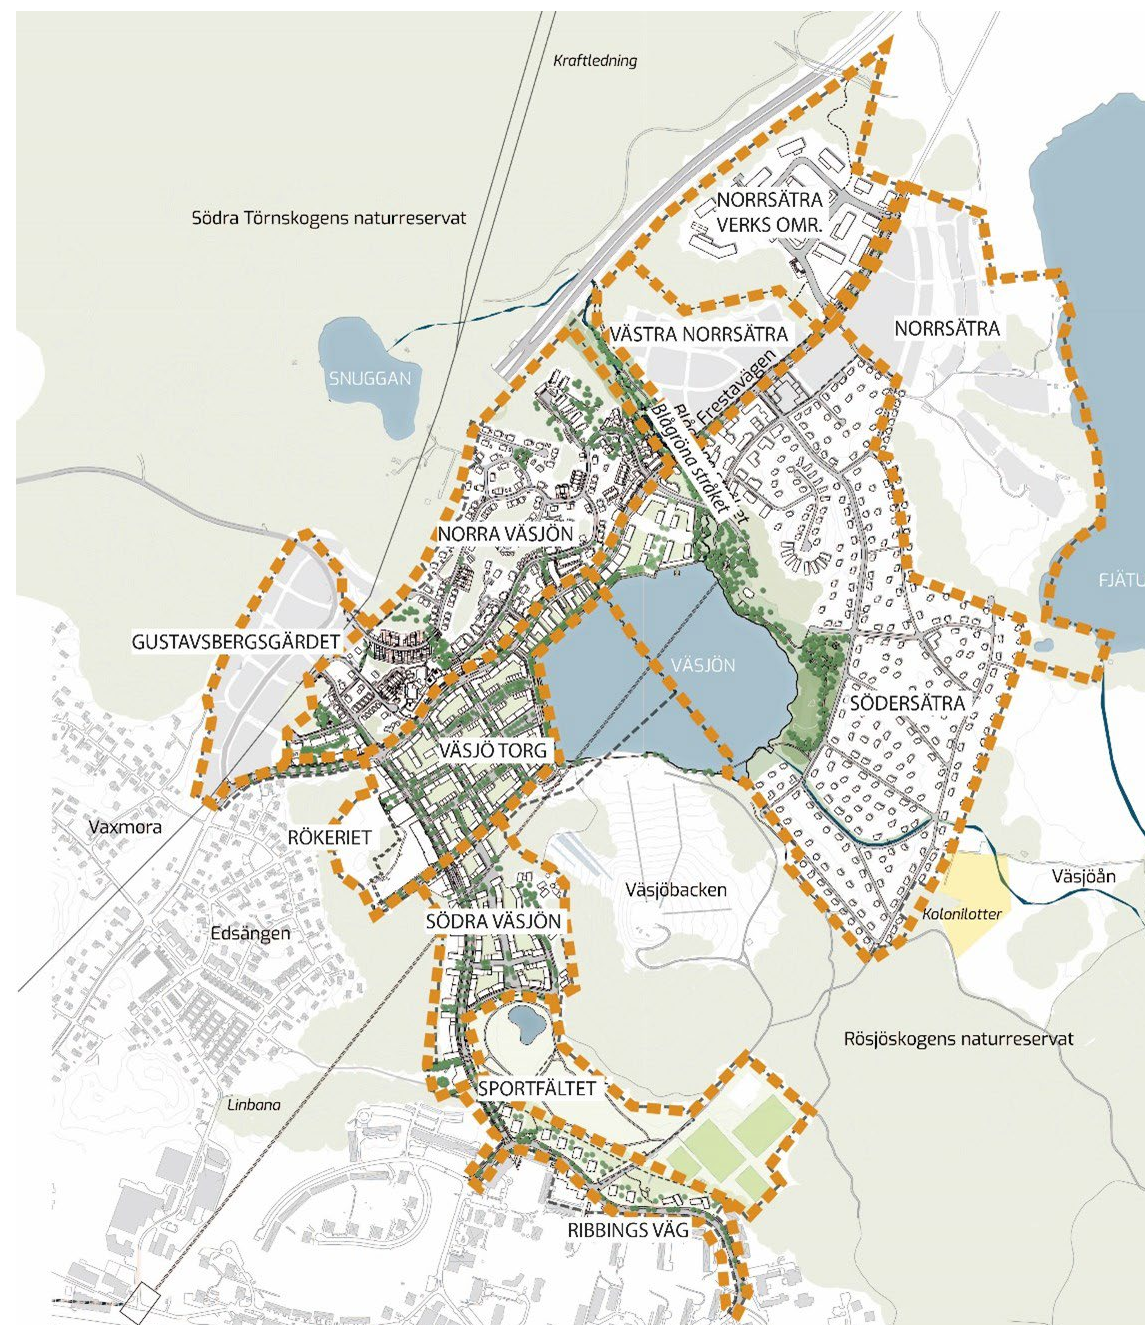 Kraftledning
NORRSÄTRA
VERKS OMR.
Södra Törnskogens naturreservat
VÄSTRA NORRSÄTRA
NORRSÄTRA
SNUGGAN
Frestavägen
Blågröna stråket
NORRA VÄSJÖN
FJÄTU
GUSTAVSBERGSGÄRDET
VÄSJÖN
SÖDERSÄTRA
VÄSJÖ TORG
Vaxmora
RÖKERIET
Väsjöbacken
Väsjöån
Kolonilotter
SÖDRA VÄSJÖN
Edsängen
Rösjöskogens naturreservat
SPORTFÄLTET
Linbana
RIBBINGS VÄG